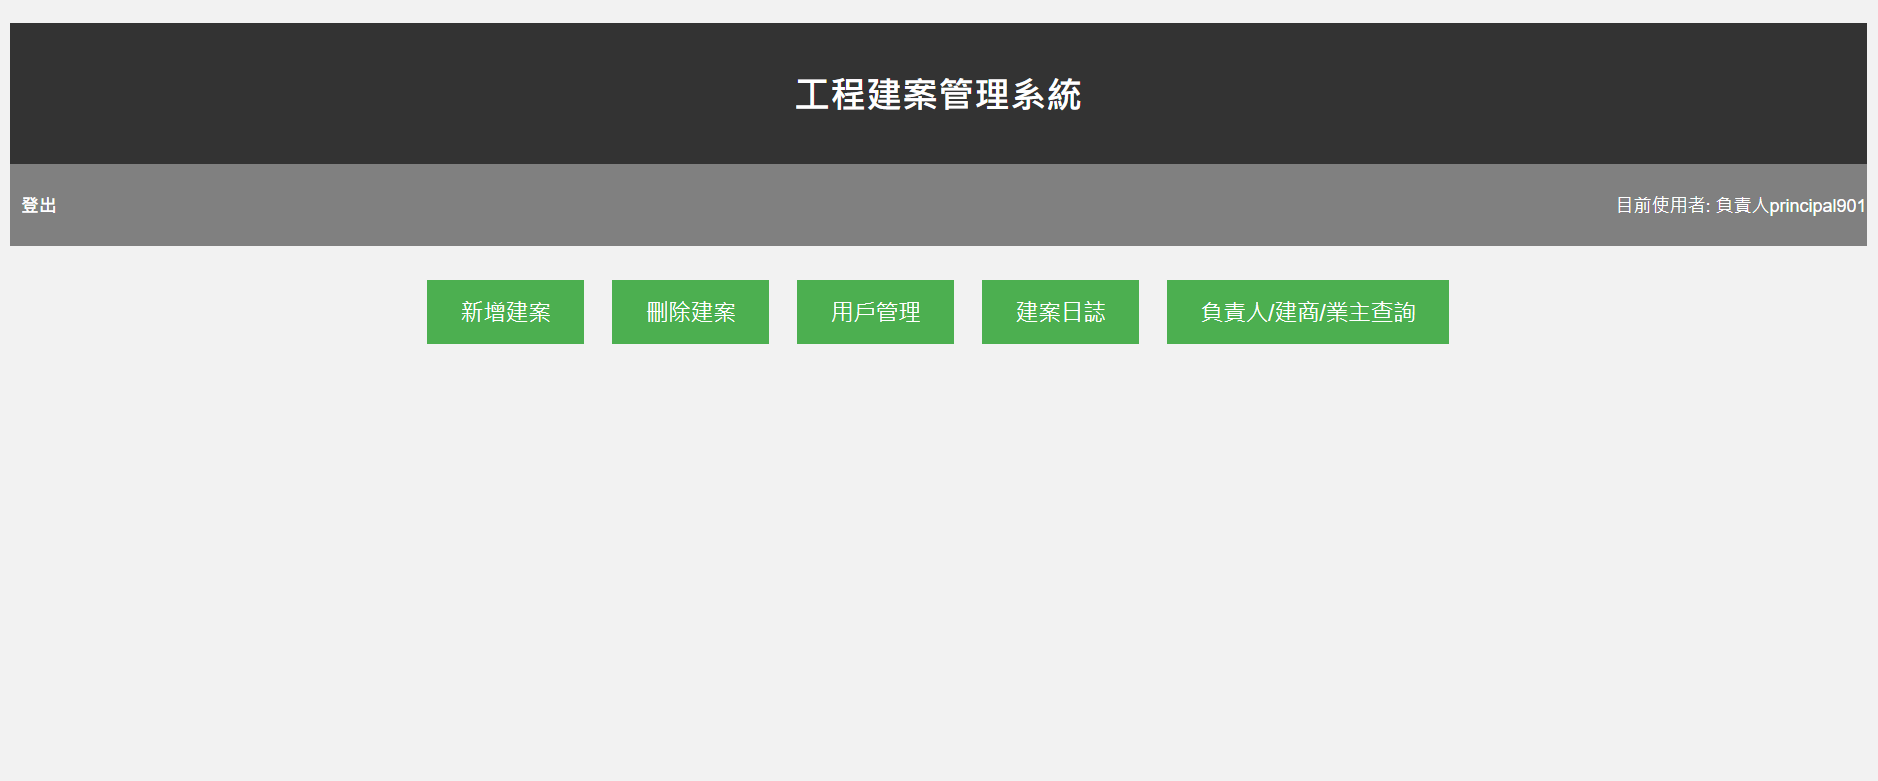 工程建案管理系統
登出
目前使用者: 負責人principal901
新增建案
刪除建案
用戶管理
建案日誌
負責人/建商/業主查詢